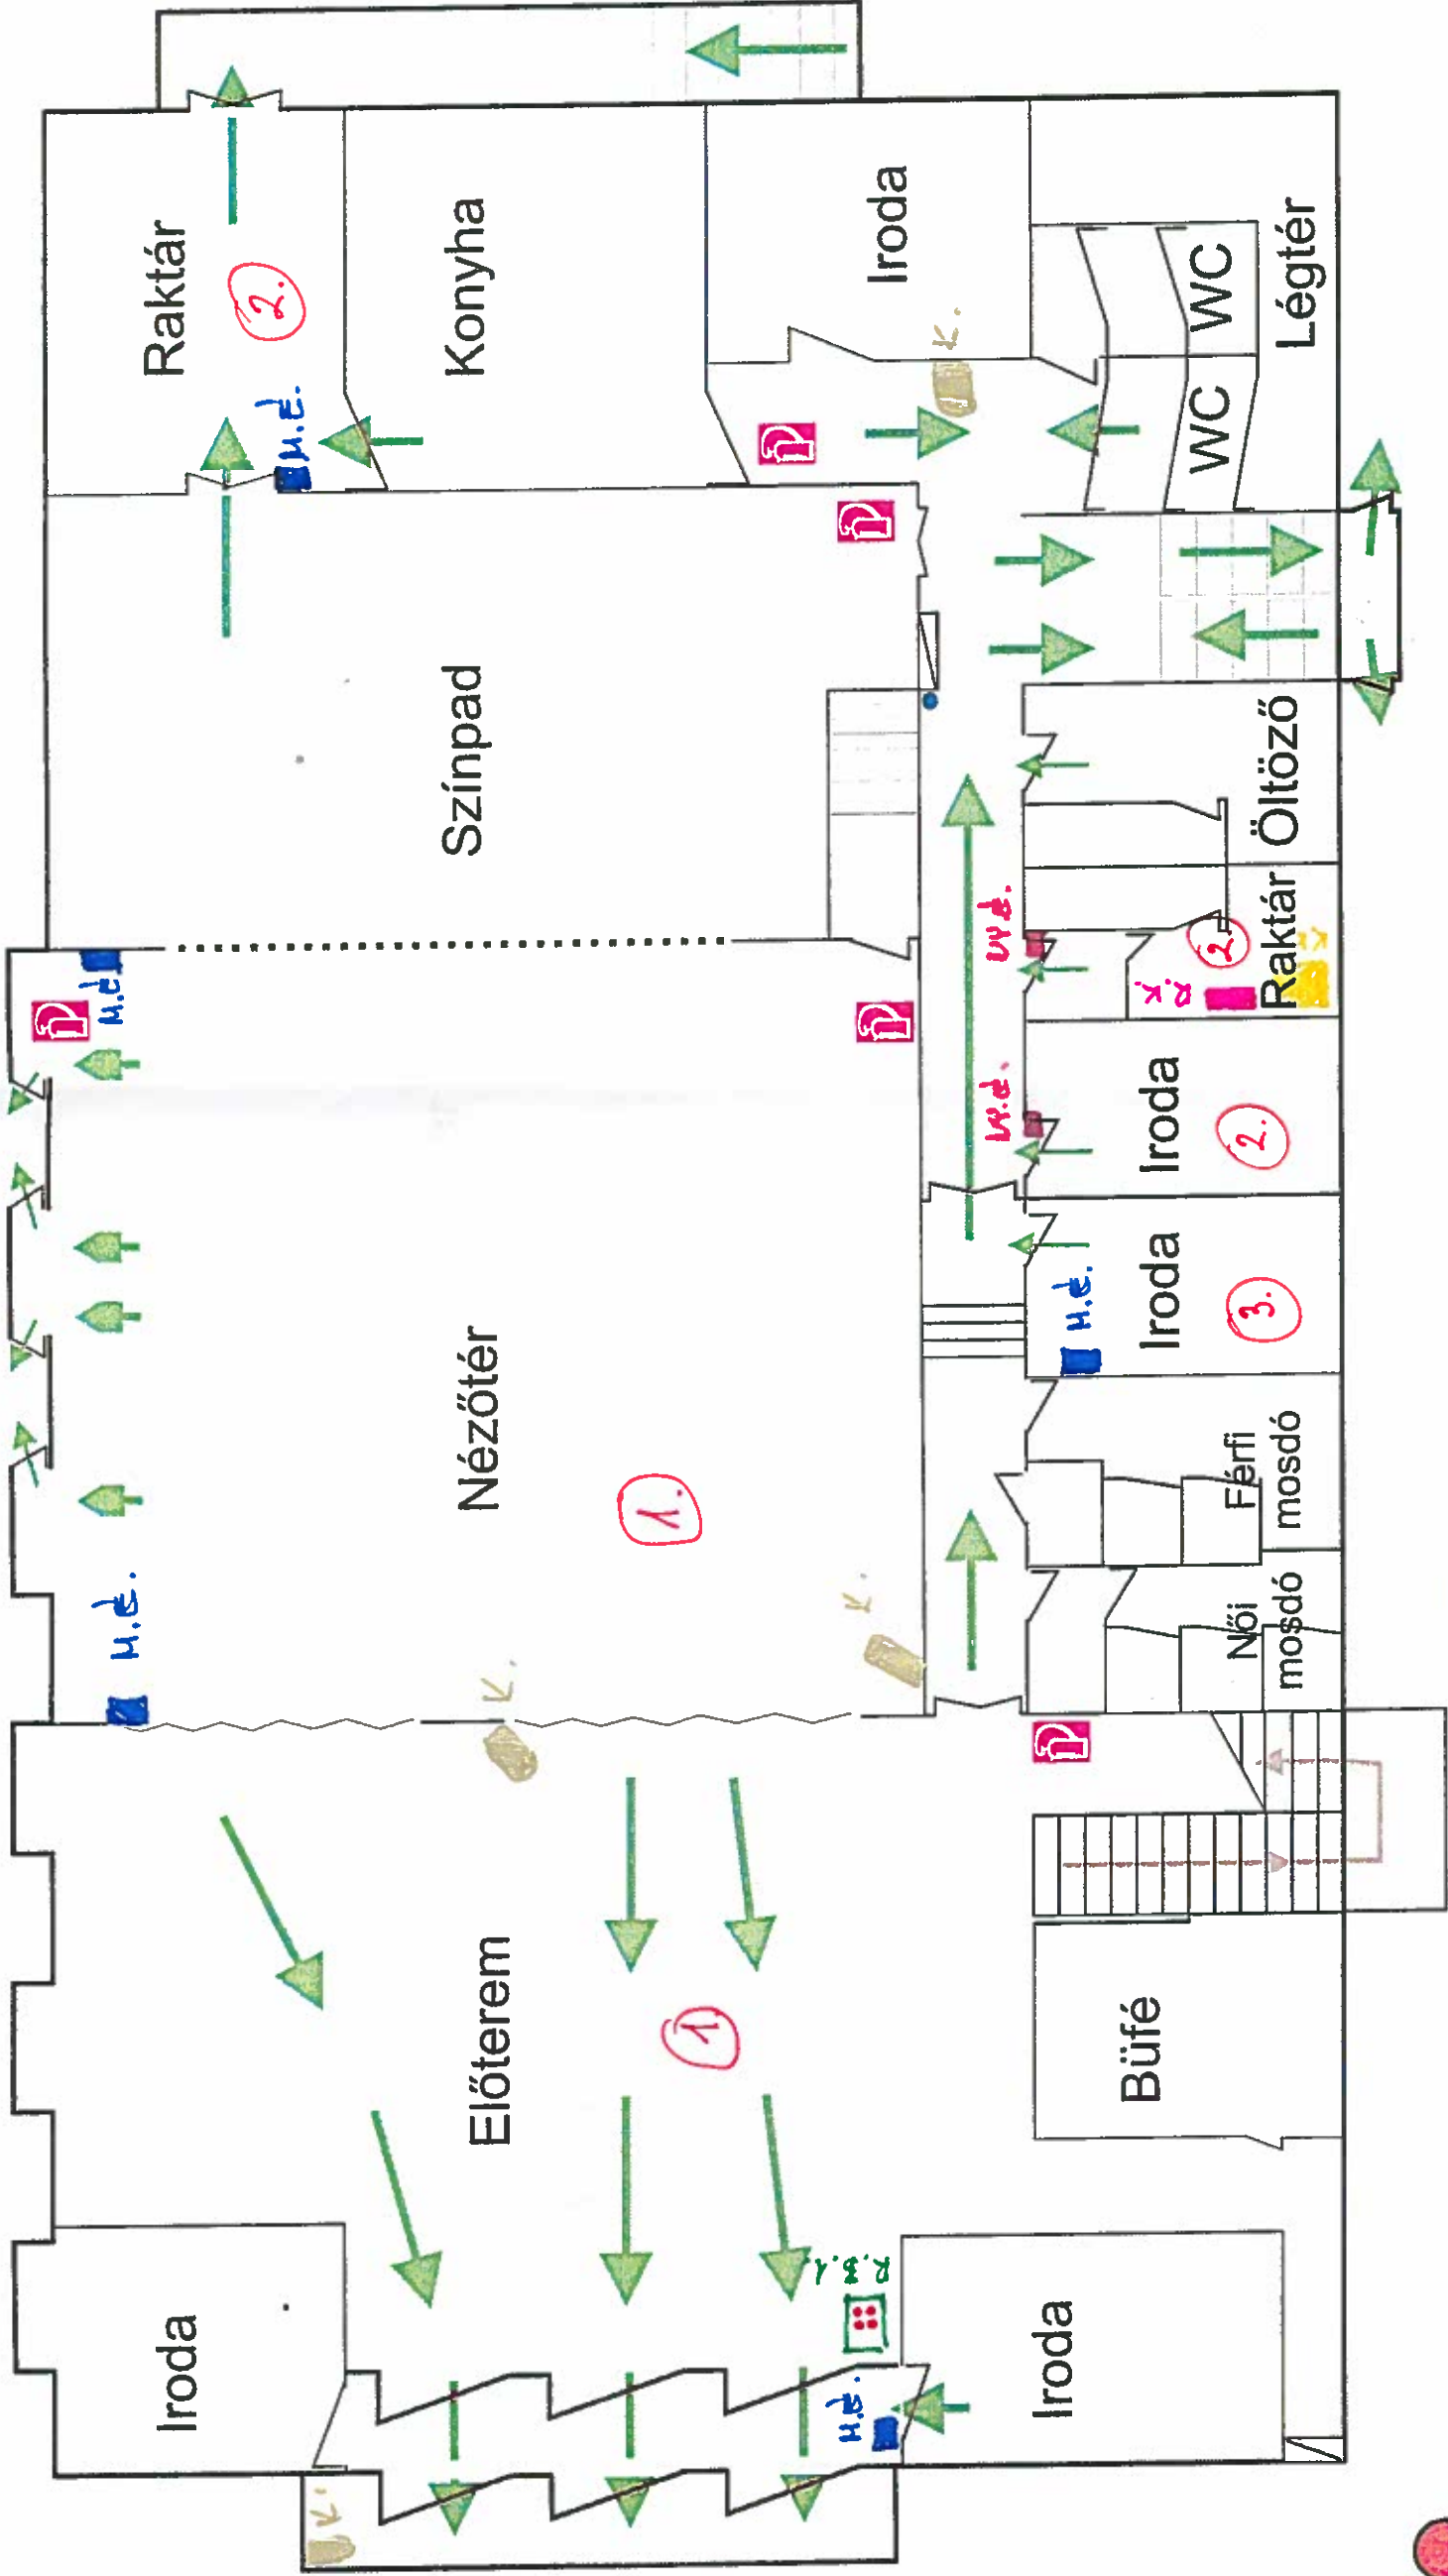 Iroda
Raktár
2.
K.
Előterem
Nézőtér
Színpad
Konyha
K.
1.
1
K.
Iroda
K.
Iroda
Büfé
Női
mosdó
Férfi
mosdó
Iroda
3.
Iroda
2.
R.K.
2.
Raktár
K
Öltöző
WC
WC
Légtér